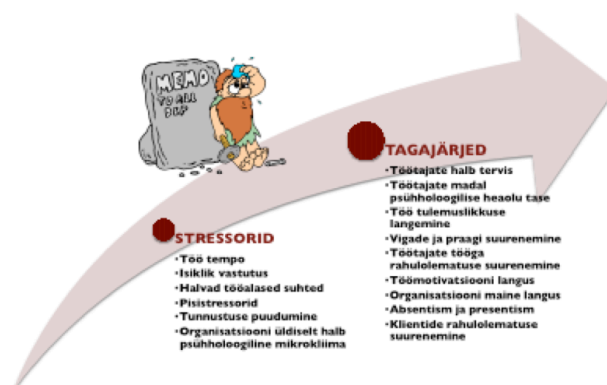 MEMO
TO ALL
DEP
STRESSORID
•Töö tempo
•Isiklik vastutus
•Halvad tööalased suhted
•Pisistressorid
•Tunnustuse puudumine
•Organisatsiooni üldiselt halb
psühholoogiline mikrokliima
TAGAJÄRJED
•Töötajate halb tervis
•Töötajate madal
psühholoogilise heaolu tase
•Töö tulemuslikkuse
langemine
•Vigade ja praagi suurenemine
•Töötajate tööga
rahulolematuse suurenemine
•Töömotivatsiooni langus
•Organisatsiooni maine langus
•Absentism ja presentism
•Klientide rahulolematuse
suurenemine